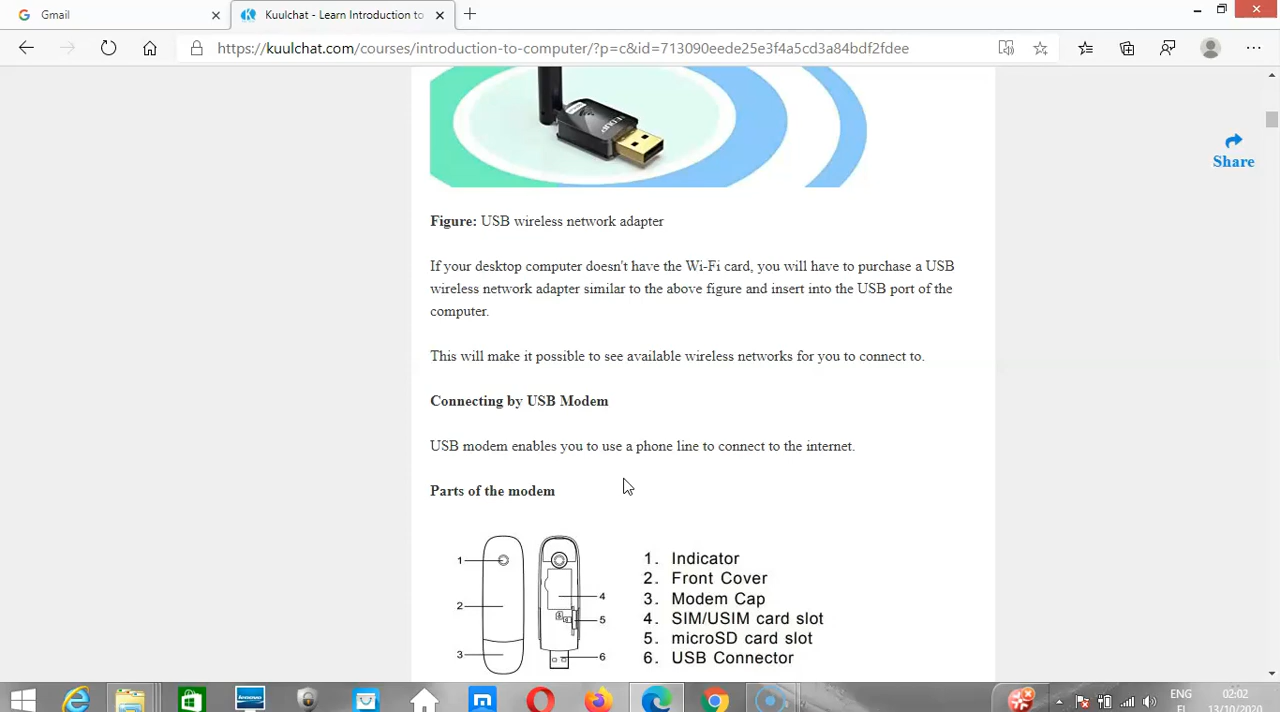 Gmail
Kuulchat - Learn Introduction to
https://kuulchat.com/courses/introduction-to-computer/?p=c&id=713090eede25e3f4a5cd3a84bdf2fdee
Share
Figure: USB wireless network adapter
If your desktop computer doesn't have the Wi-Fi card, you will have to purchase a USB
wireless network adapter similar to the above figure and insert into the USB port of the
computer.
This will make it possible to see available wireless networks for you to connect to.
Connecting by USB Modem
USB modem enables you to use a phone line to connect to the internet.
Parts of the modem
1
2
3
4
5
6
1. Indicator
2. Front Cover
3. Modem Cap
4. SIM/USIM card slot
5. microSD card slot
6. USB Connector
lenovo
ENG
02:02
FI
13/10/2020